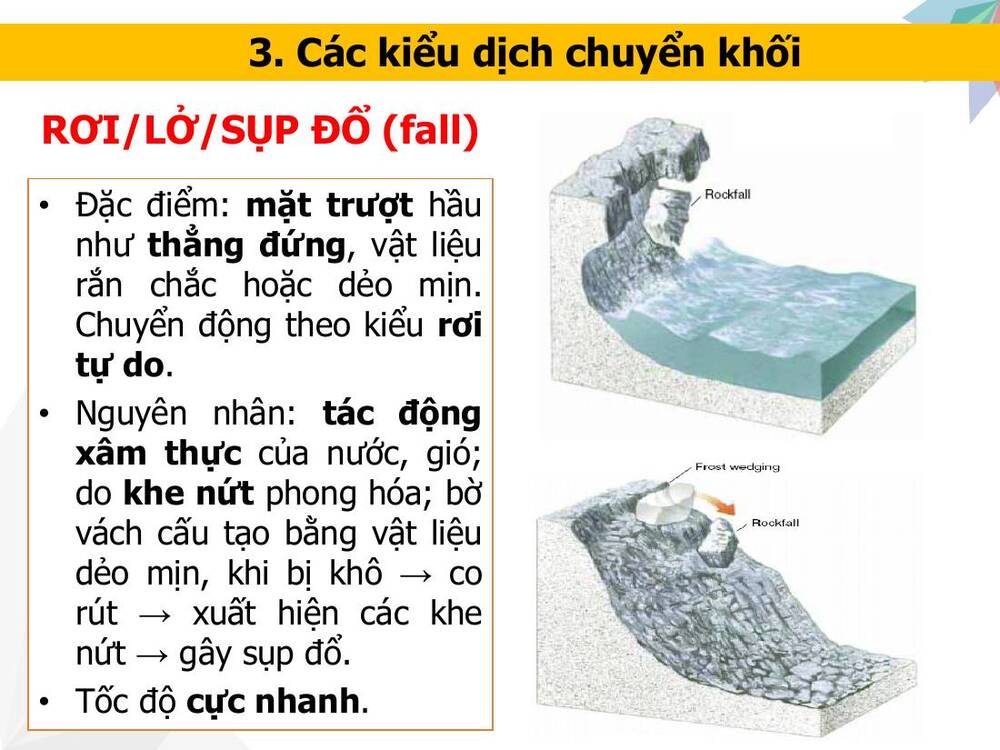 3. Các kiểu dịch chuyển khối
RƠI/LỞ/SỤP ĐỔ (fall)
• Đặc điểm: mặt trượt hầu
như thẳng đứng, vật liệu
rắn chắc hoặc dẻo mịn.
Chuyển động theo kiểu rơi
tự do.
• Nguyên nhân: tác động
xâm thực của nước, gió;
do khe nứt phong hóa; bờ
vách cấu tạo bằng vật liệu
dẻo mịn, khi bị khô → co
rút → xuất hiện các khe
nứt → gây sụp đổ.
• Tốc độ cực nhanh.
Rockfall
Frost wedging
Rockfall